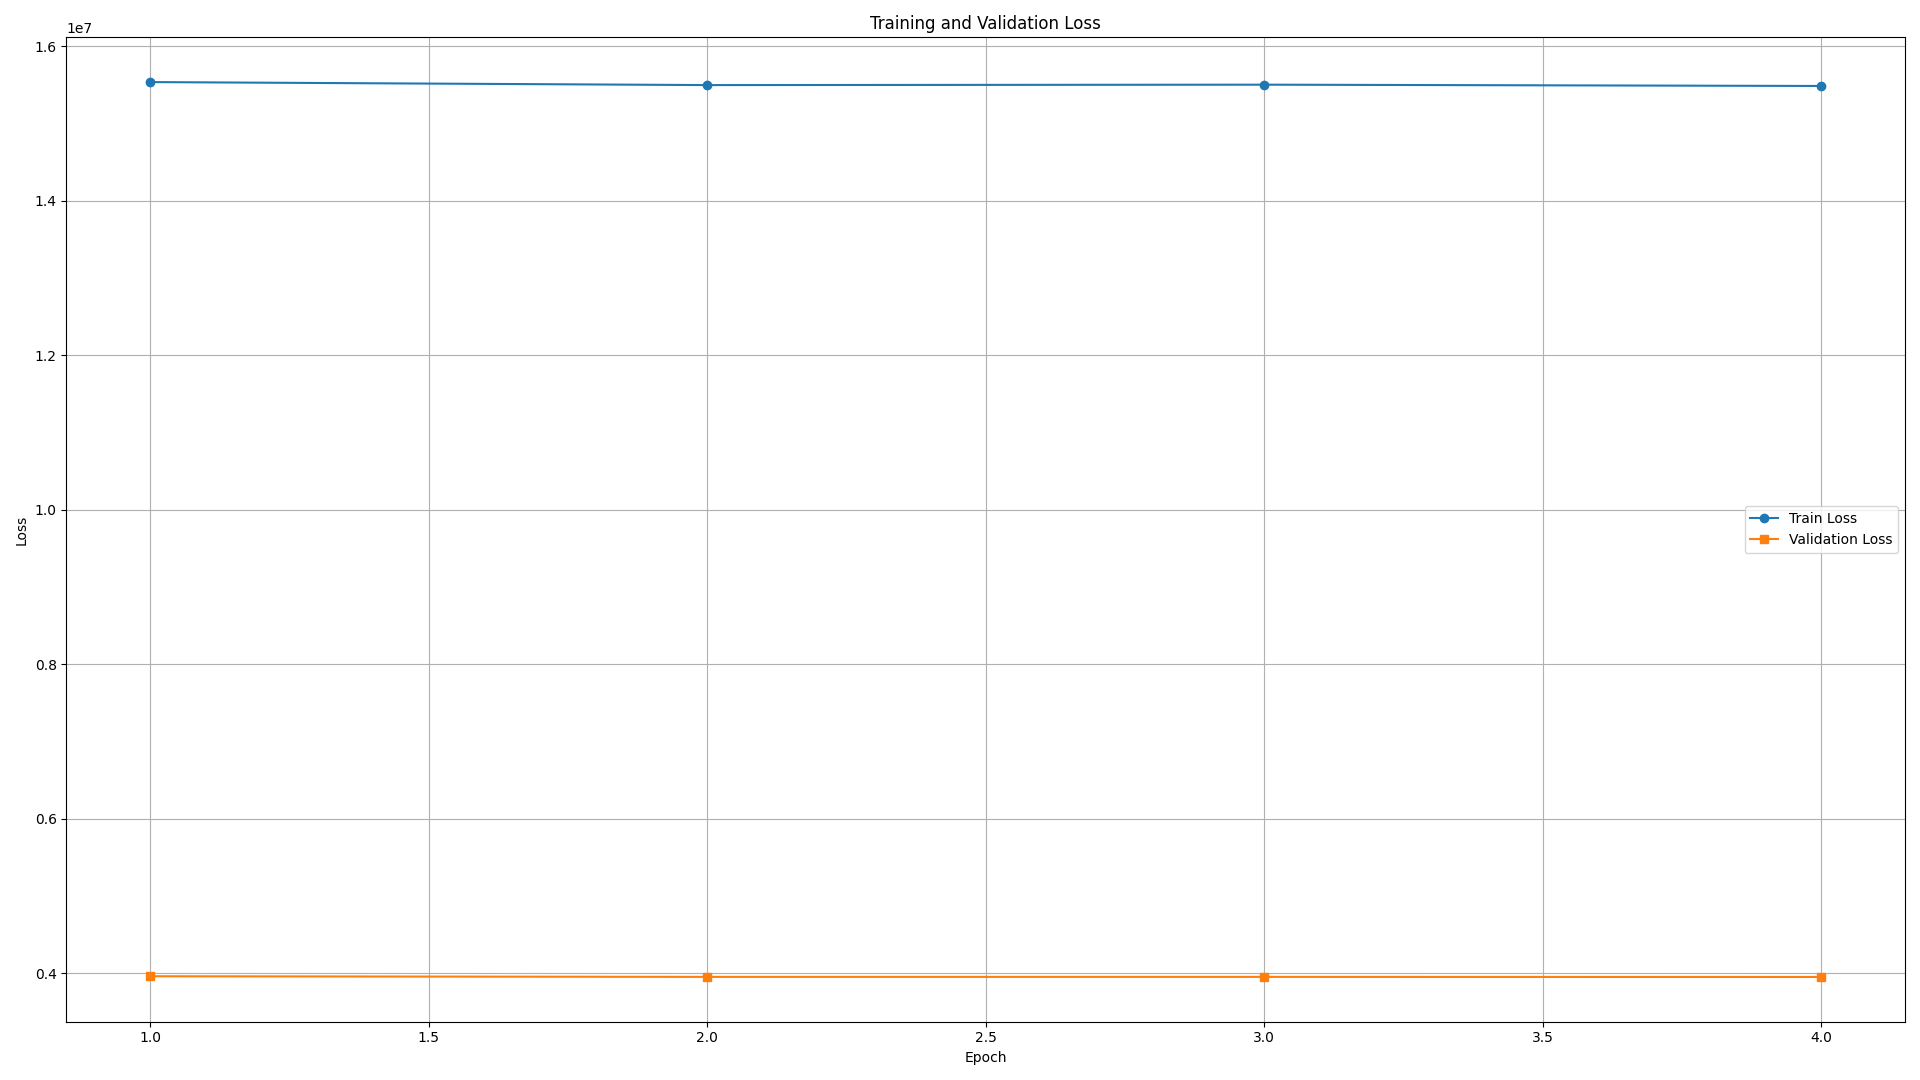 Training and Validation Loss
1e7
1.6
1.4
1.2
1.0
0.8
0.6
0.4
Loss
Train Loss
Validation Loss
1.0 1.5 2.0 2.5 3.0 3.5 4.0
Epoch